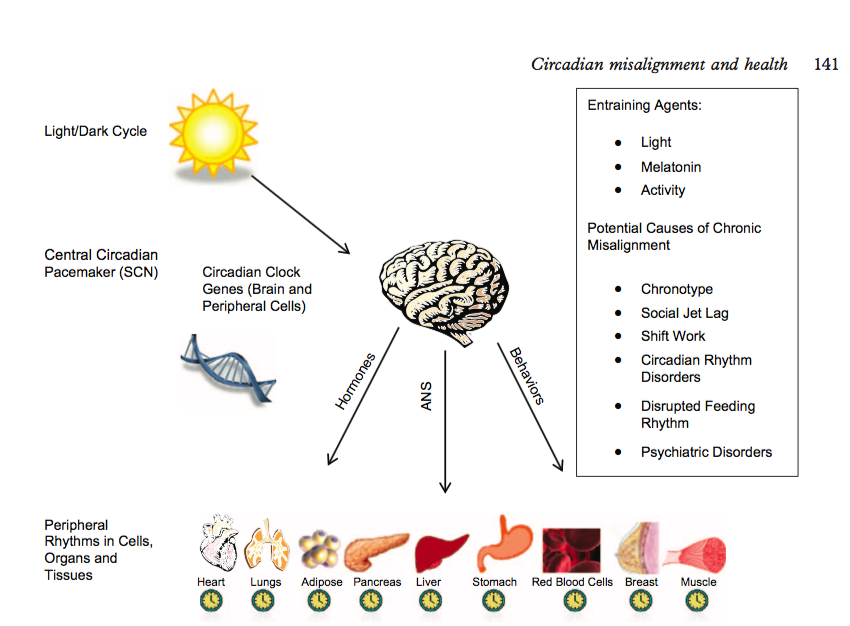 Circadian misalignment and health 141
Light/Dark Cycle
Central Circadian
Pacemaker (SCN)
Circadian Clock
Genes (Brain and
Peripheral Cells)
Hormones
ANS
Behaviors
Entraining Agents:
• Light
• Melatonin
• Activity
Potential Causes of Chronic
Misalignment
• Chronotype
• Social Jet Lag
• Shift Work
• Circadian Rhythm
Disorders
• Disrupted Feeding
Rhythm
• Psychiatric Disorders
Peripheral
Rhythms in Cells,
Organs and
Tissues
Heart
Lungs
Adipose
Pancreas
Liver
Stomach
Red Blood Cells
Breast
Muscle